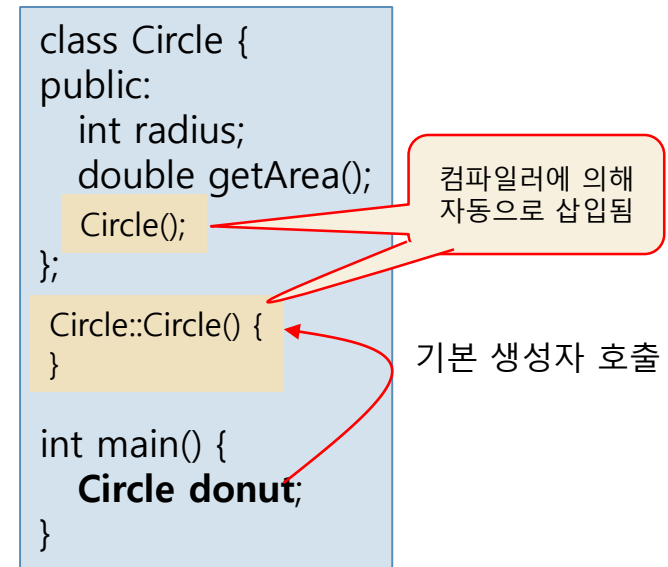 class Circle {
public:
int radius;
double getArea();
컴파일러에 의해
자동으로 삽입됨
Circle();
};
Circle::Circle() {
}
기본 생성자 호출
int main() {
Circle donut;
}